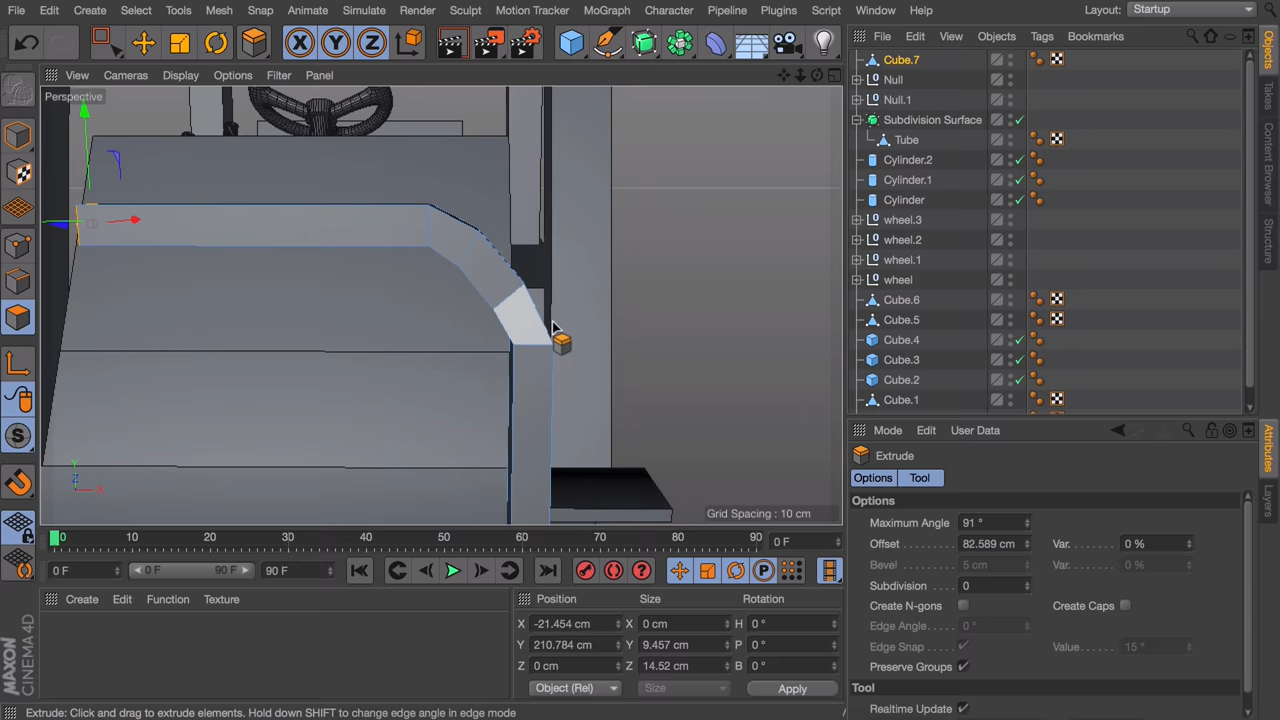 File Edit Create Modes Select Tools Mesh Snap Animate Simulate Render Sculpt Motion Tracker MoGraph Character Pipeline Plugins Script Window Help Layout: Startup
View Cameras Display Options Filter Panel
File Edit View Objects Tags Bookmarks
Perspective
Cube.7
Null
Null.1
Subdivision Surface
Tube
Cylinder.2
Cylinder.1
Cylinder
wheel.3
wheel.2
wheel.1
wheel
Cube.6
Cube.5
Cube.4
Cube.3
Cube.2
Cube.1
Objects
Takes
Content Browser
Structure
Y
Z
X
Grid Spacing : 10 cm
Mode Edit User Data
Extrude
Options Tool
Options
Maximum Angle 91 °
Offset 82.589 cm Var. 0 %
Bevel 5 cm Var. 0 %
Subdivision 0
Create N-gons Create Caps
Edge Angle 0 °
Edge Snap Value 15 °
Preserve Groups
Tool
Realtime Update
Attributes
Layers
0 10 20 30 40 50 60 70 80 90 0 F
0 F 0 F 90 F 90 F
Create Edit Function Texture
Position Size Rotation
X -21.454 cm X 0 cm H 0 °
Y 210.784 cm Y 9.457 cm P 0 °
Z 0 cm Z 14.52 cm B 0 °
Object (Rel) Size Apply
MAXON
CINEMA 4D
Extrude: Click and drag to extrude elements. Hold down SHIFT to change edge angle in edge mode